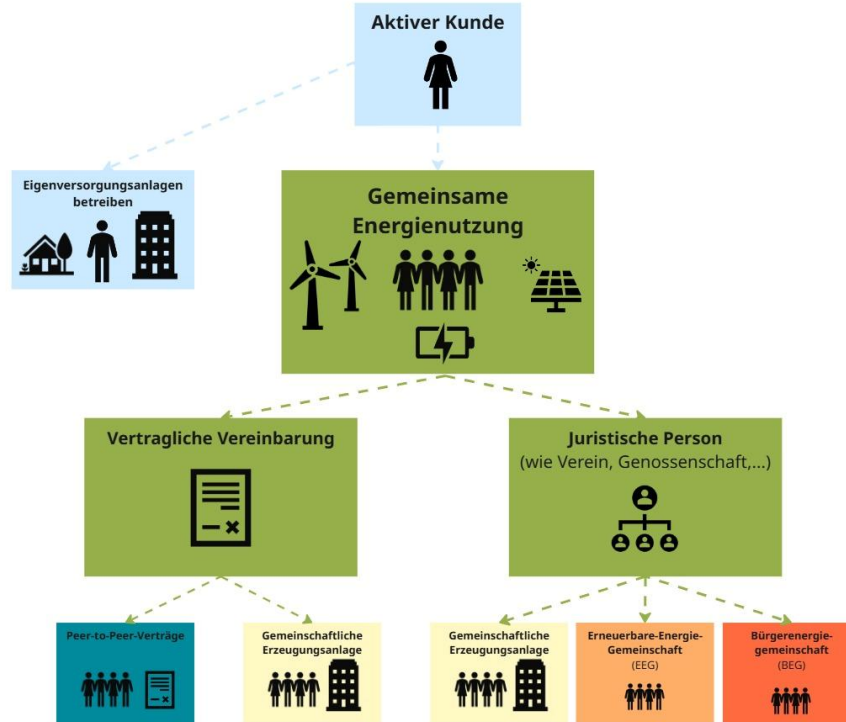 Aktiver Kunde
Eigenversorgungsanlagen
betreiben
Gemeinsame
Energienutzung
Vertragliche Vereinbarung
Juristische Person
(wie Verein, Genossenschaft,...)
Peer-to-Peer-Verträge
Gemeinschaftliche
Erzeugungsanlage
Gemeinschaftliche
Erzeugungsanlage
Erneuerbare-Energie-
Gemeinschaft
(EEG)
Bürgerenergie-
gemeinschaft
(BEG)